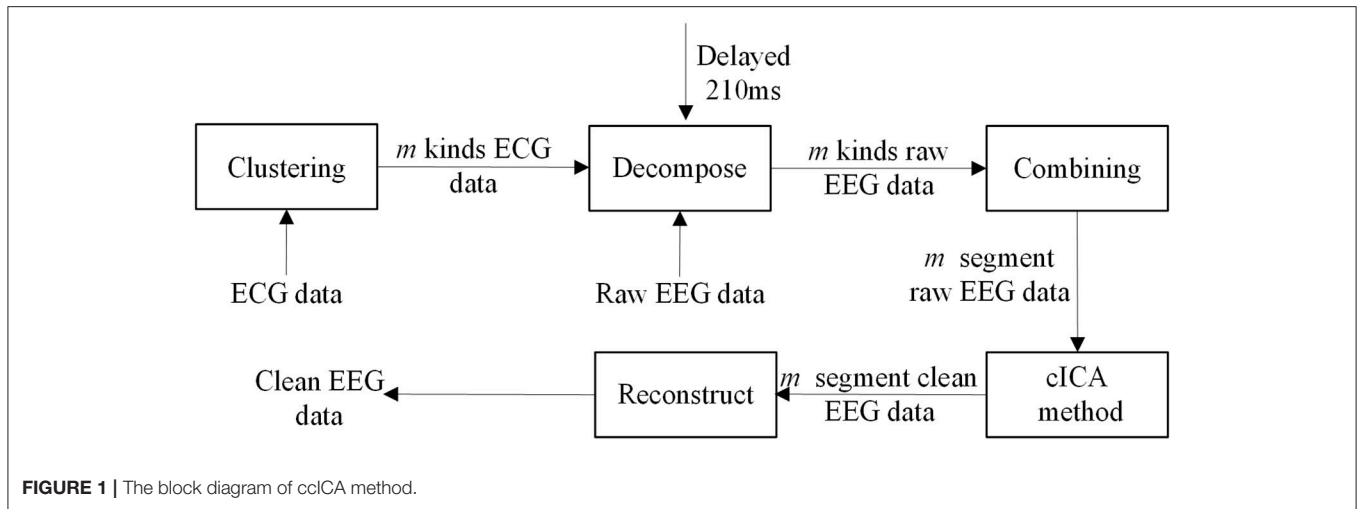 Delayed
210ms
Clustering
m kinds ECG
data
Decompose
m kinds raw
EEG data
Combining
ECG data
Raw EEG data
m segment
raw EEG data
Clean EEG
data
Reconstruct
m segment clean
EEG data
cICA
method
FIGURE 1 | The block diagram of ccICA method.